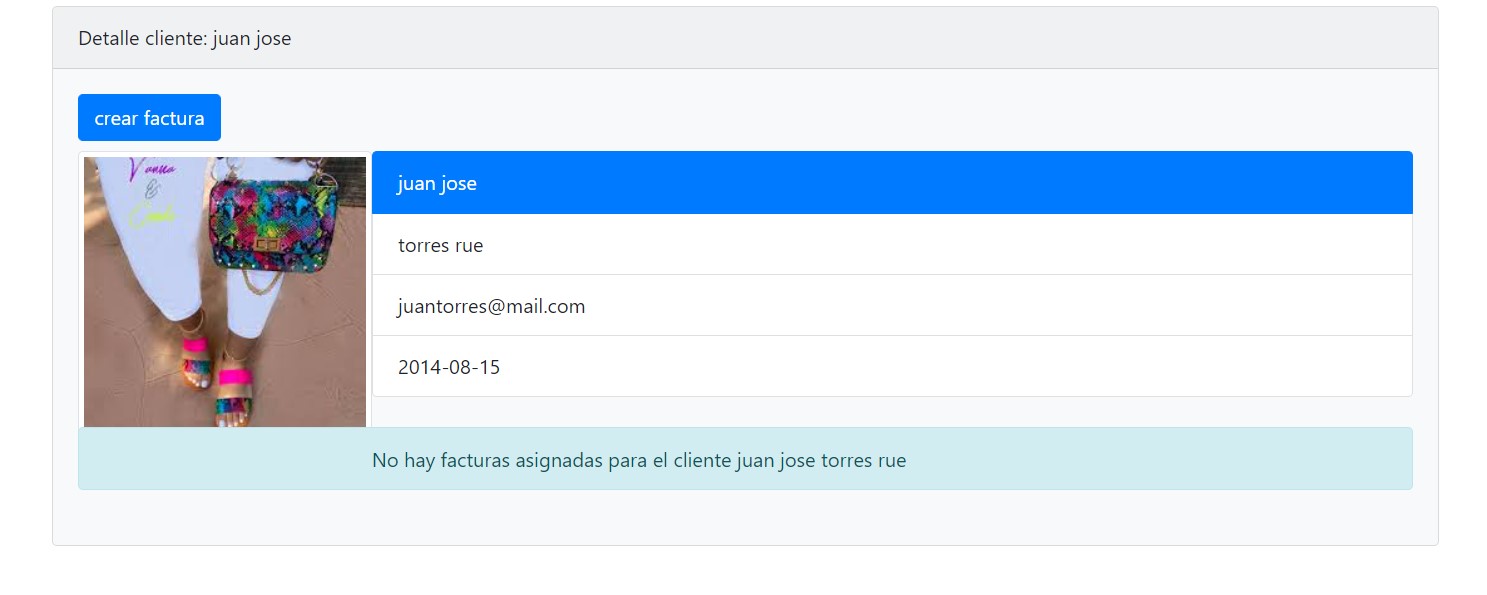 Detalle cliente: juan jose
crear factura
&
juan jose
torres rue
juantorres@mail.com
2014-08-15
No hay facturas asignadas para el cliente juan jose torres rue